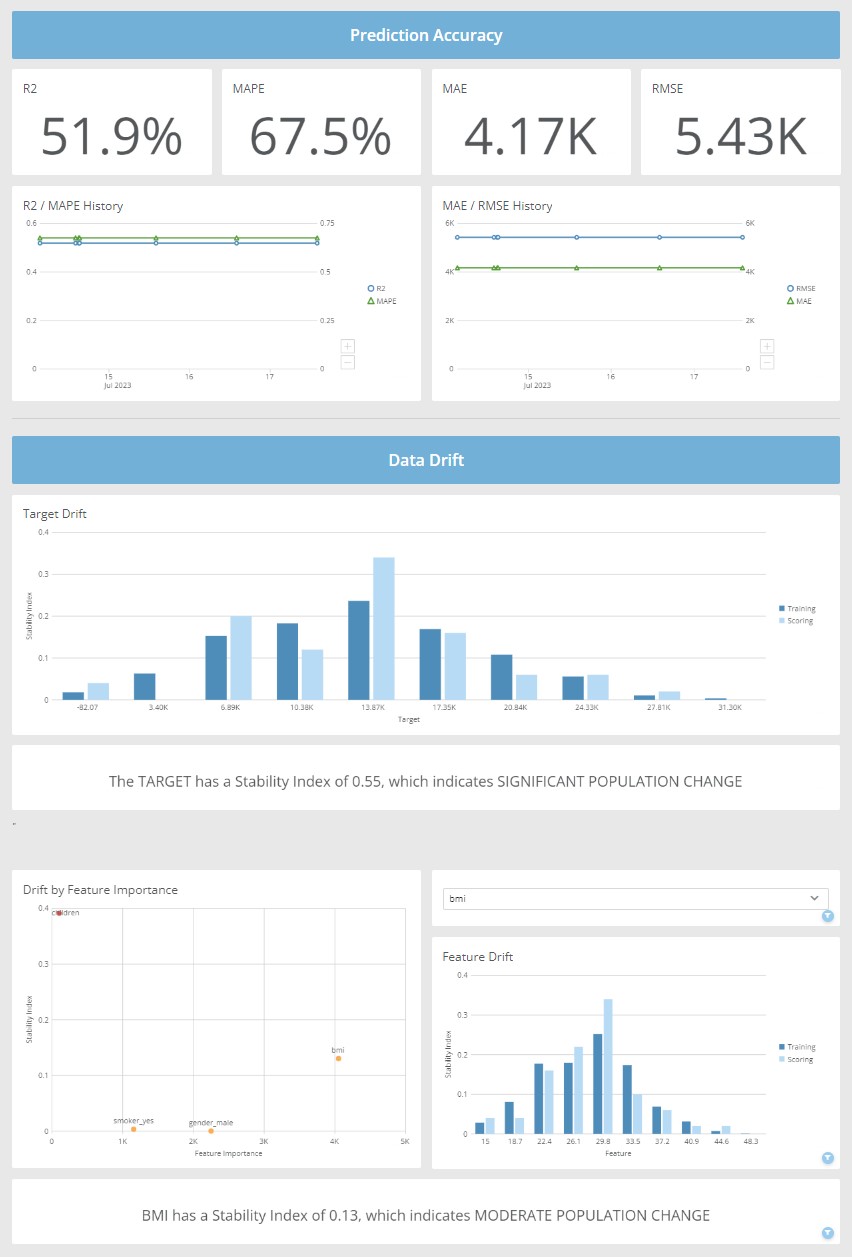 Prediction Accuracy
R2
MAPE
MAE
RMSE
51.9%
67.5%
4.17K
5.43K
R2 / MAPE History
0.6
0.75
0.4
0.5
0.2
0.25
0
0
15
16
17
Jul 2023
R2
MAPE
MAE / RMSE History
6K
6K
4K
4K
2K
2K
0
0
15
16
17
Jul 2023
RMSE
MAE
Data Drift
Target Drift
0.4
0.3
0.2
0.1
0
Stability Index
-82.07
3.40K
6.89K
10.38K
13.87K
17.35K
20.84K
24.33K
27.81K
31.30K
Target
Training
Scoring
The TARGET has a Stability Index of 0.55, which indicates SIGNIFICANT POPULATION CHANGE
Drift by Feature Importance
0.4
children
0.3
0.2
0.1
0
Stability Index
bmi
smoker_yes
gender_male
0
1K
2K
3K
4K
5K
Feature Importance
bmi
Feature Drift
0.4
0.3
0.2
0.1
0
Stability Index
15
18.7
22.4
26.1
29.8
33.5
37.2
40.9
44.6
48.3
Feature
Training
Scoring
BMI has a Stability Index of 0.13, which indicates MODERATE POPULATION CHANGE